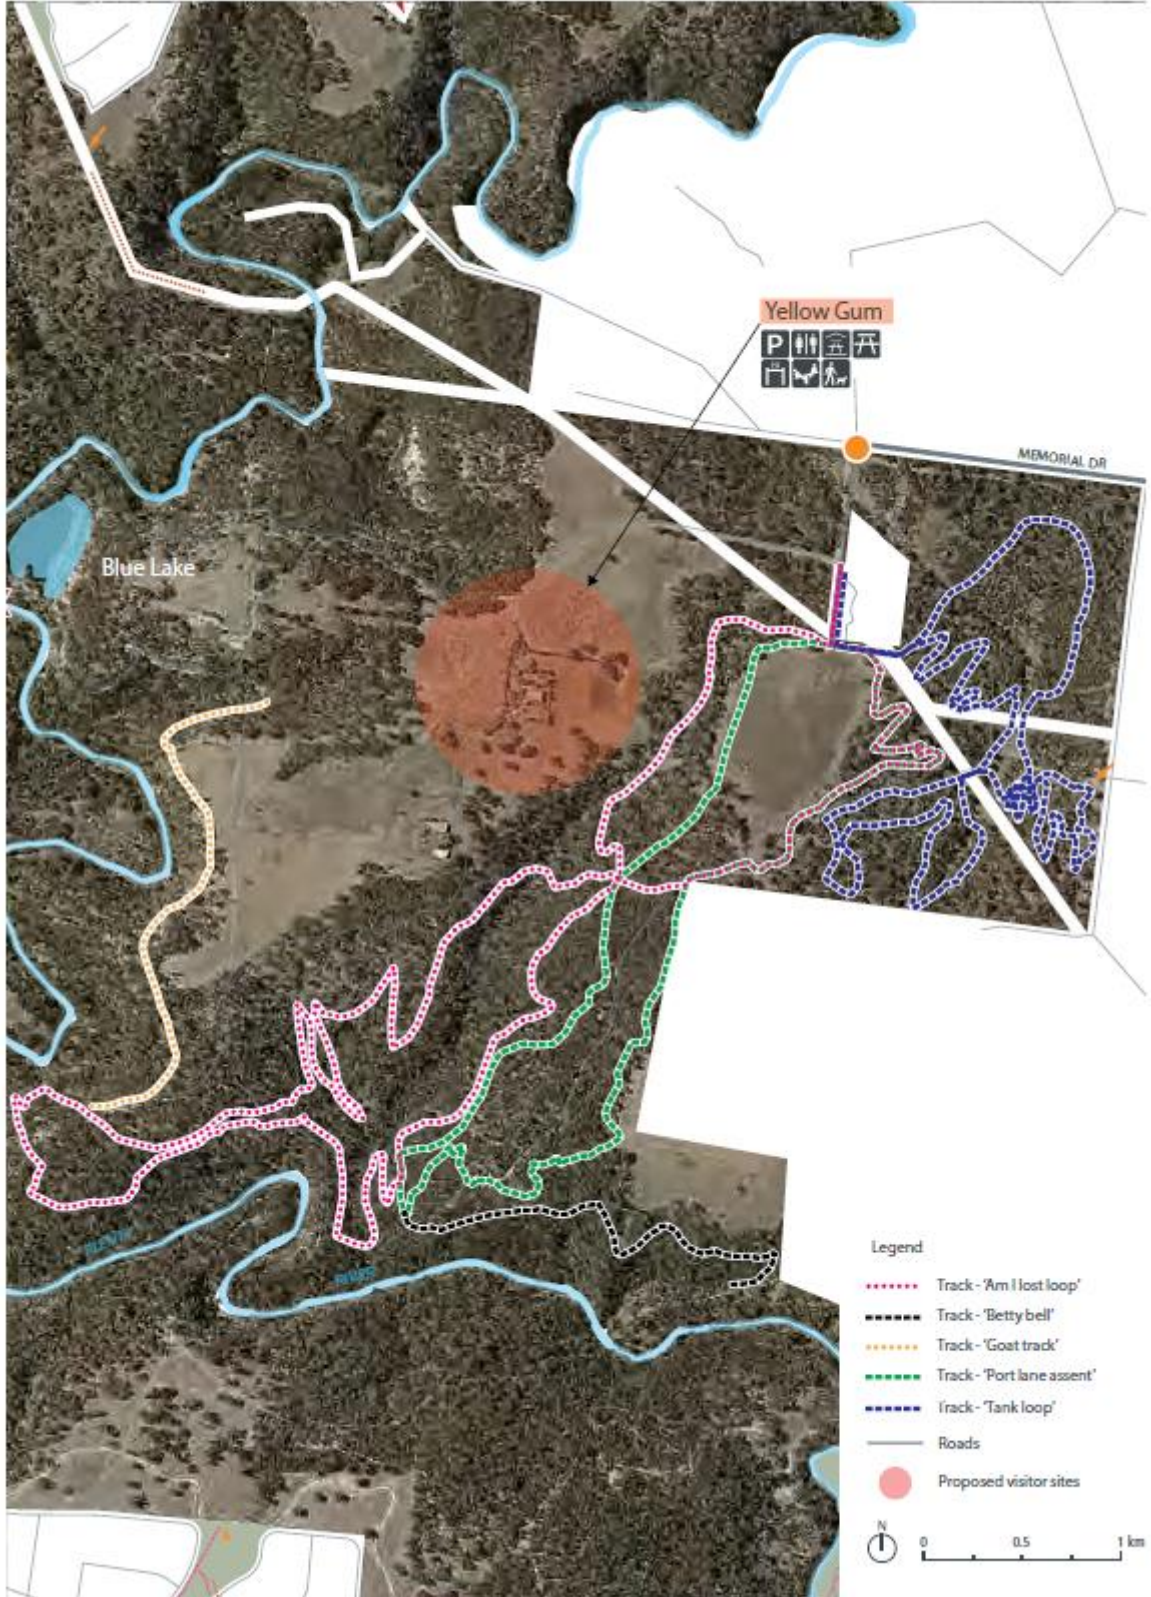 Yellow Gum
P
MEMORIAL DR
Blue Lake
RIVER
Legend
Track - 'Am I lost loop'
Track - 'Betty bell'
Track - 'Goat track'
Track - 'Port lane assent'
Track - 'Tank loop'
Roads
Proposed visitor sites
N
0 0.5 1 km